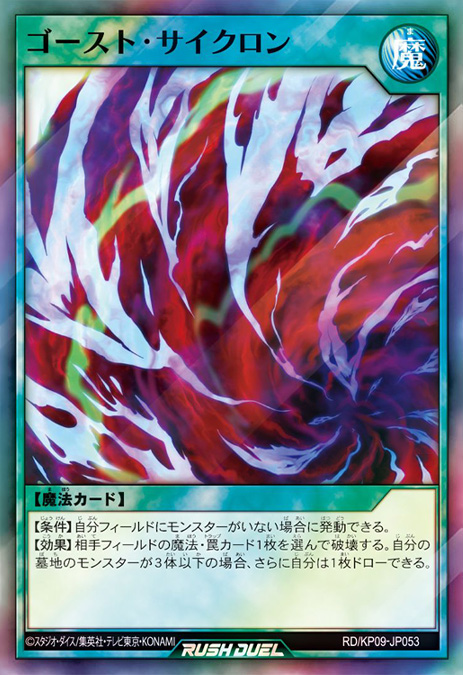 ゴースト・サイクロン
ま
魔
【魔法カード】
【条件】自分フィールドにモンスターがいない場合に発動できる。
【効果】相手フィールドの魔法・罠カード1枚を選んで破壊する。自分の
墓地のモンスターが3体以下の場合、さらに自分は1枚ドローできる。
©スタジオ・ダイス/集英社・テレビ東京・KONAMI
RUSH DUEL
RD/KP09-JP053